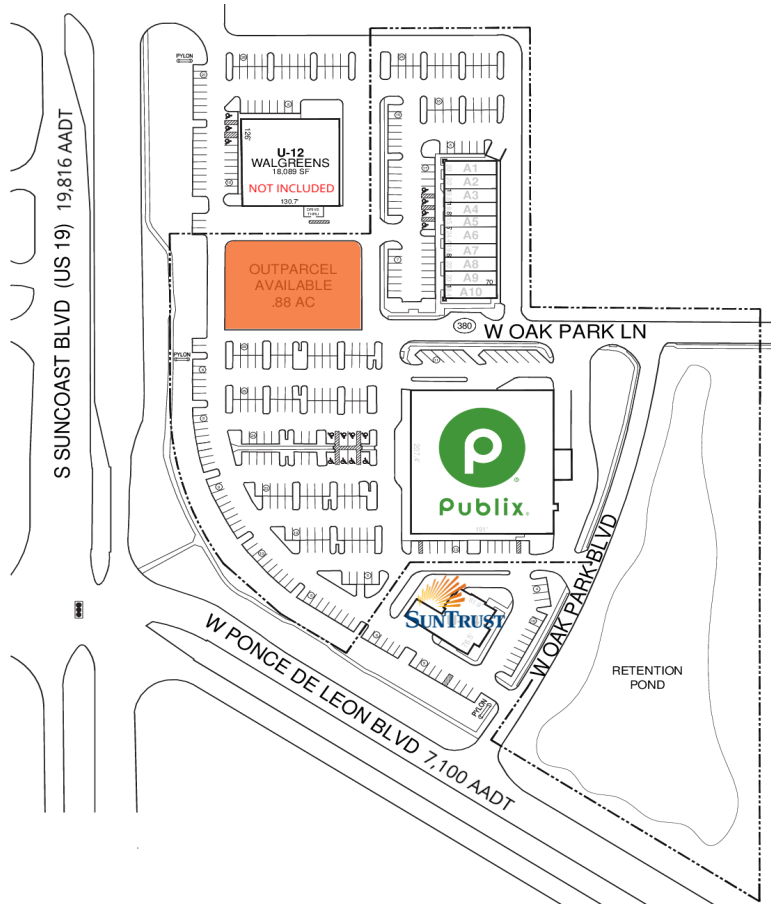 PYLON
U-12
WALGREENS
18,089 SF
NOT INCLUDED
126'
130.7'
DRIVE
THRU
A1
A2
A3
A4
A5
A6
A7
A8
A9
A10
70
S SUNCOAST BLVD (US 19) 19,816 AADT
OUTPARCEL
AVAILABLE
.88 AC
380
W OAK PARK LN
PYLON
Publix
191'
SUNTRUST
W OAK PARK BLVD
RETENTION
POND
PYLON
W PONCE DE LEON BLVD 7,100 AADT